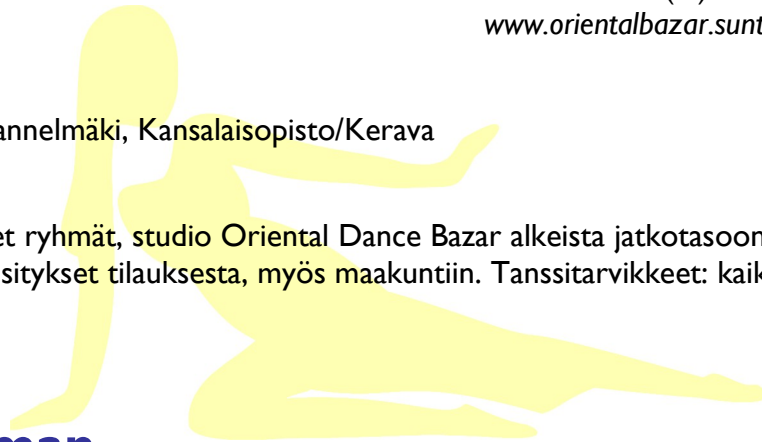 www.orientalbazar.sunt
annelmäki, Kansalaisopisto/Kerava
et ryhmät, studio Oriental Dance Bazar alkeista jatkotasoon
sitykset tilauksesta, myös maakuntiin. Tanssitarvikkeet: kaik